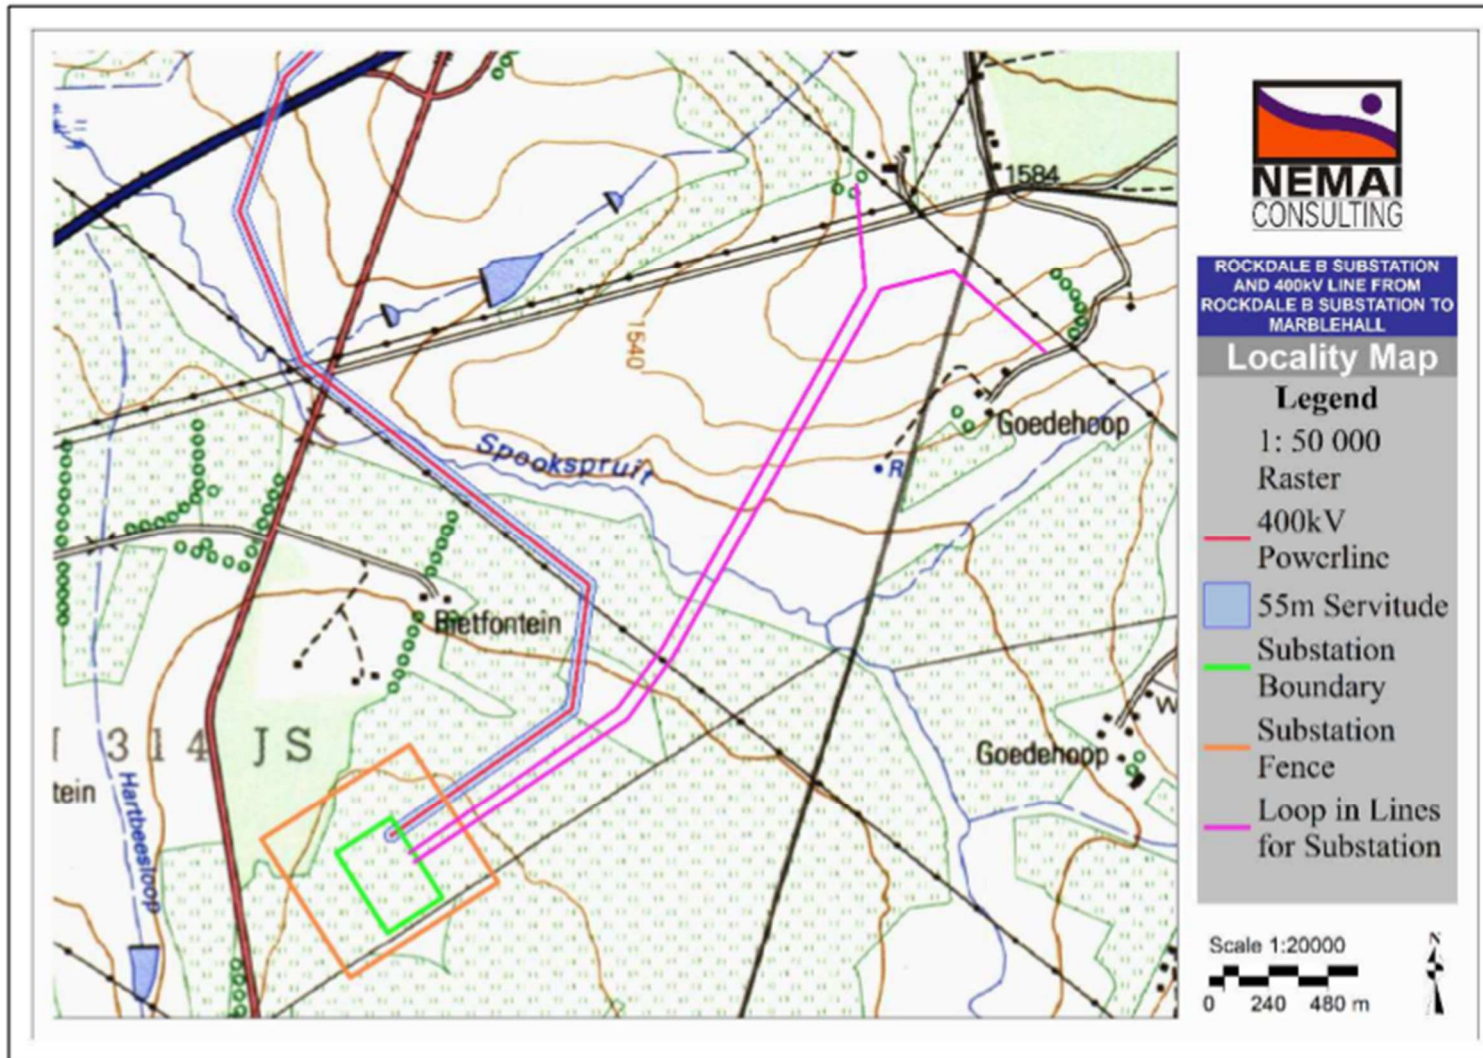 1584
1540
Spookspruit
Goedehoop
R
Rietfontein
314 JS
Goedehoop
W
tein
Hartbeesloop
NEMAI
CONSULTING
ROCKDALE B SUBSTATION
AND 400kV LINE FROM
ROCKDALE B SUBSTATION TO
MARBLEHALL
Locality Map
Legend
1: 50 000
Raster
400kV
Powerline
55m Servitude
Substation
Boundary
Substation
Fence
Loop in Lines
for Substation
Scale 1:20000
N
0 240 480 m